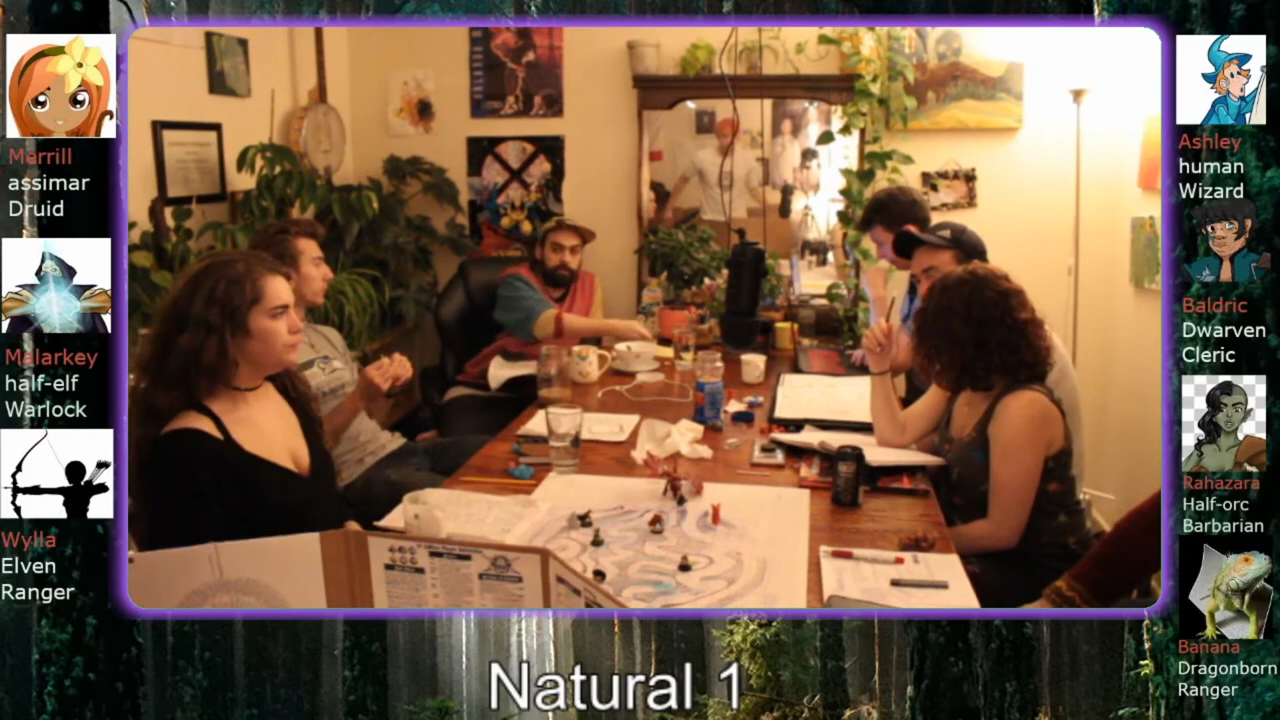 Merrill
assimar
Druid
Malarkey
half-elf
Warlock
Wylla
Elven
Ranger
Ashley
human
Wizard
Baldric
Dwarven
Cleric
Rahazara
Half-orc
Barbarian
Banana
Dragonborn
Ranger
Natural 1